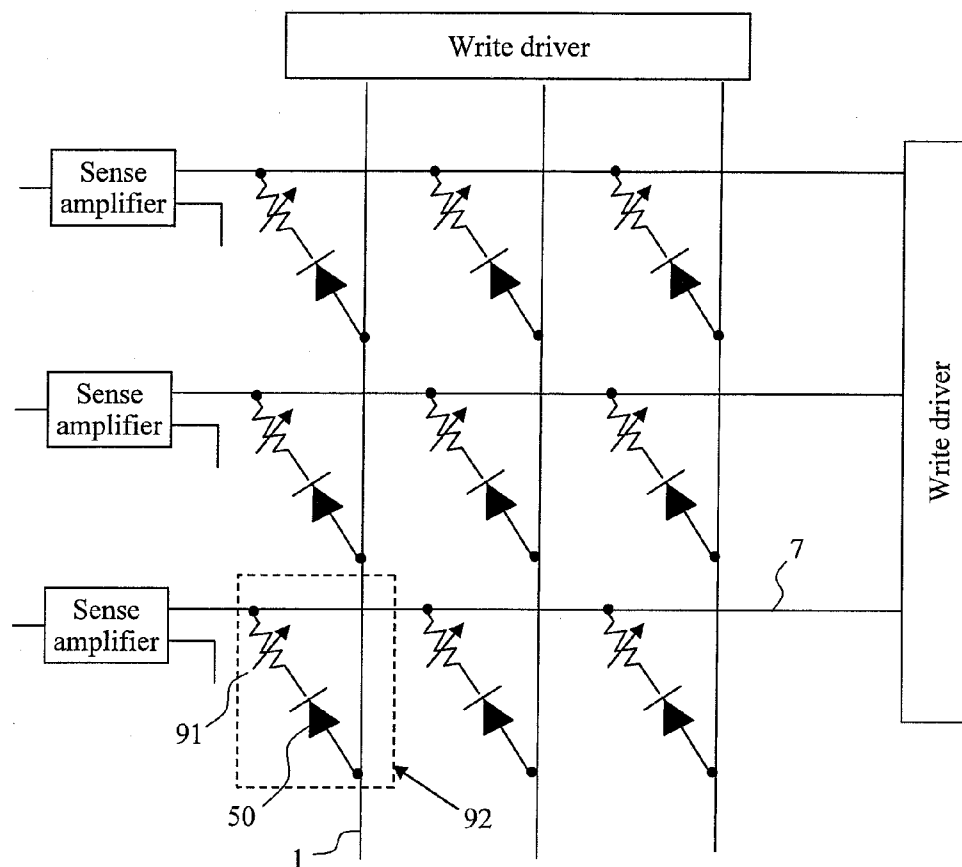 Write driver
Sense
amplifier
Sense
amplifier
Write driver
7
Sense
amplifier
91
50
92
1